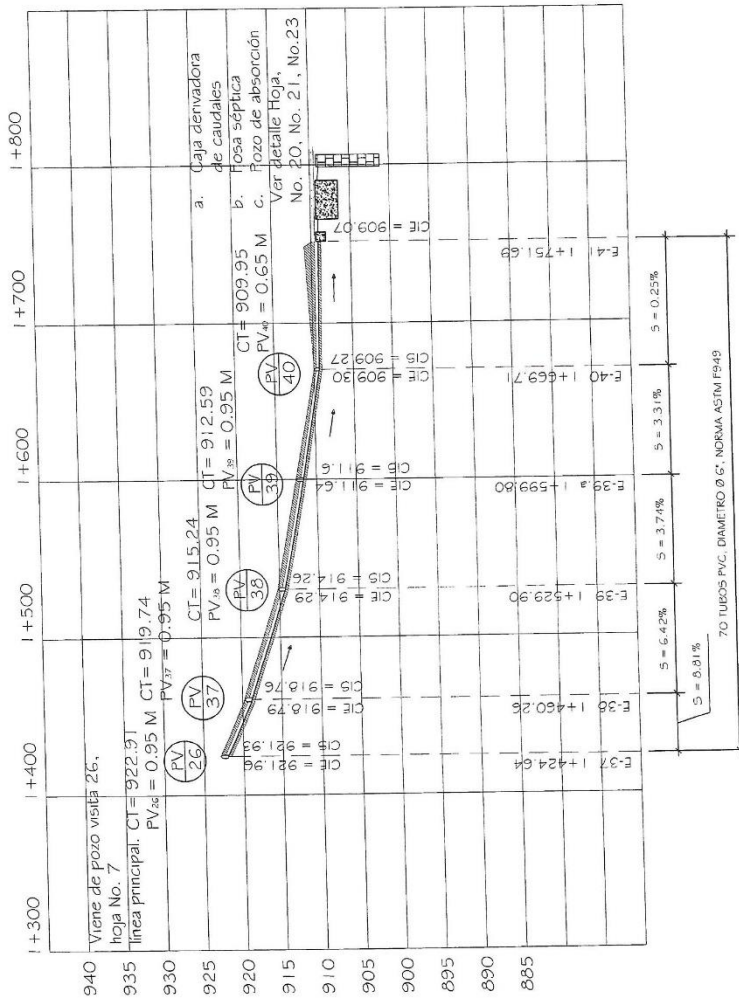 1+300
1+400
1+500
1+600
1+700
1+800
940
935
930
925
920
915
910
905
900
895
890
885
Viene de pozo visita 26,
hoja No. 7
línea principal. CT = 922.91
PV26 = 0.95 M
PV
26
CT = 919.74
PV37 = 0.95 M
PV
37
CT = 915.24
PV38 = 0.95 M
PV
38
CT = 912.59
PV39 = 0.95 M
PV
39
CT = 909.95
PV40 = 0.65 M
PV
40
a. Caja derivadora
de caudales
b. Fosa séptica
c. Pozo de absorción
Ver detalle Hoja,
No. 20, No. 21, No.23
CIE = 921.96
CIS = 921.93
CIE = 918.79
CIS = 918.76
CIE = 914.29
CIS = 914.26
CIE = 911.64
CIS = 911.6
CIE = 909.30
CIS = 909.27
CIE = 909.07
E-37 1+424.64
E-38 1+460.26
E-39 1+529.90
E-39.a 1+599.80
E-40 1+669.71
E-41 1+751.69
S = 8.81%
S = 6.42%
S = 3.74%
S = 3.31%
S = 0.25%
70 TUBOS PVC, DIAMETRO Ø 6", NORMA ASTM F949